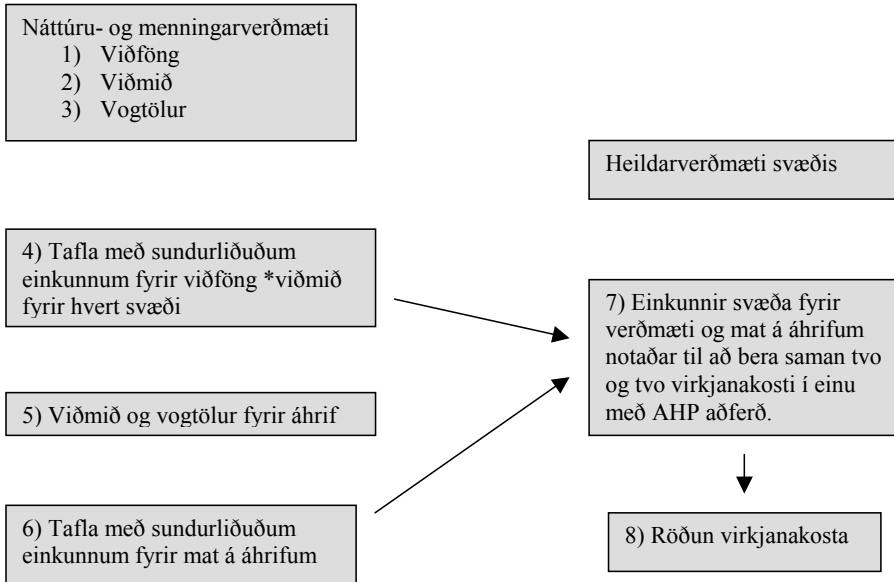 Náttúru- og menningarverðmæti
1) Viðföng
2) Viðmið
3) Vogtölur
Heildarverðmæti svæðis
4) Tafla með sundurliðuðum
einkunnum fyrir viðföng *viðmið
fyrir hvert svæði
5) Viðmið og vogtölur fyrir áhrif
6) Tafla með sundurliðuðum
einkunnum fyrir mat á áhrifum
7) Einkunnir svæða fyrir
verðmæti og mat á áhrifum
notaðar til að bera saman tvo
og tvo virkjanakosti í einu
með AHP aðferð.
8) Röðun virkjanakosta